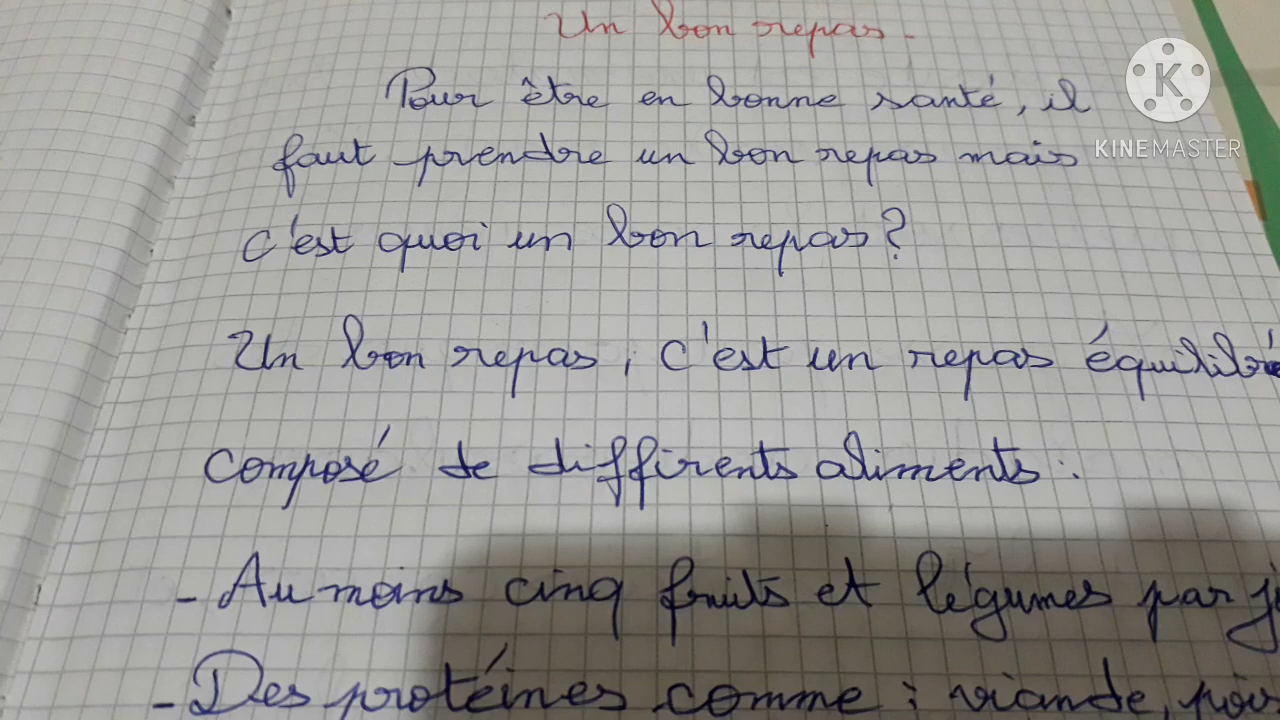 Un bon repas.
Pour être en bonne santé, il
faut prendre un bon repas mais
c'est quoi un bon repas?
Un bon repas, c'est un repas équilibré
composé de différents aliments :
- Au moins cinq fruits et légumes par
- Des protéines comme : viande,
K
KINEMASTER